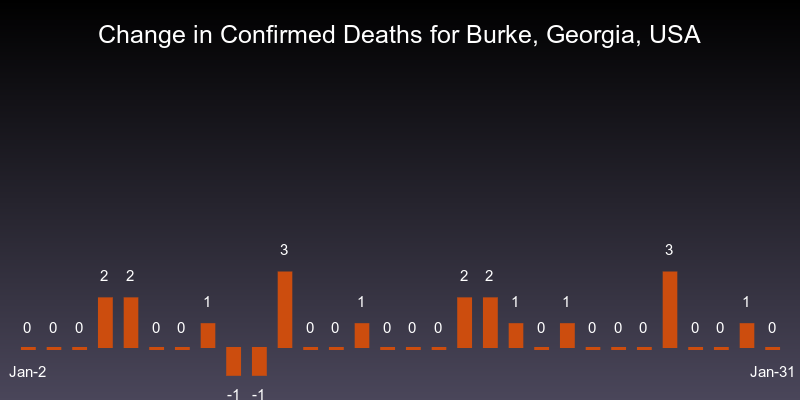 Change in Confirmed Deaths for Burke, Georgia, USA
3 3
2 2 2 2
1 1 1 1 1
0 0 0 0 0 0 0 0 0 0 0 0 0 0 0 0 0
Jan-2 Jan-31
-1 -1